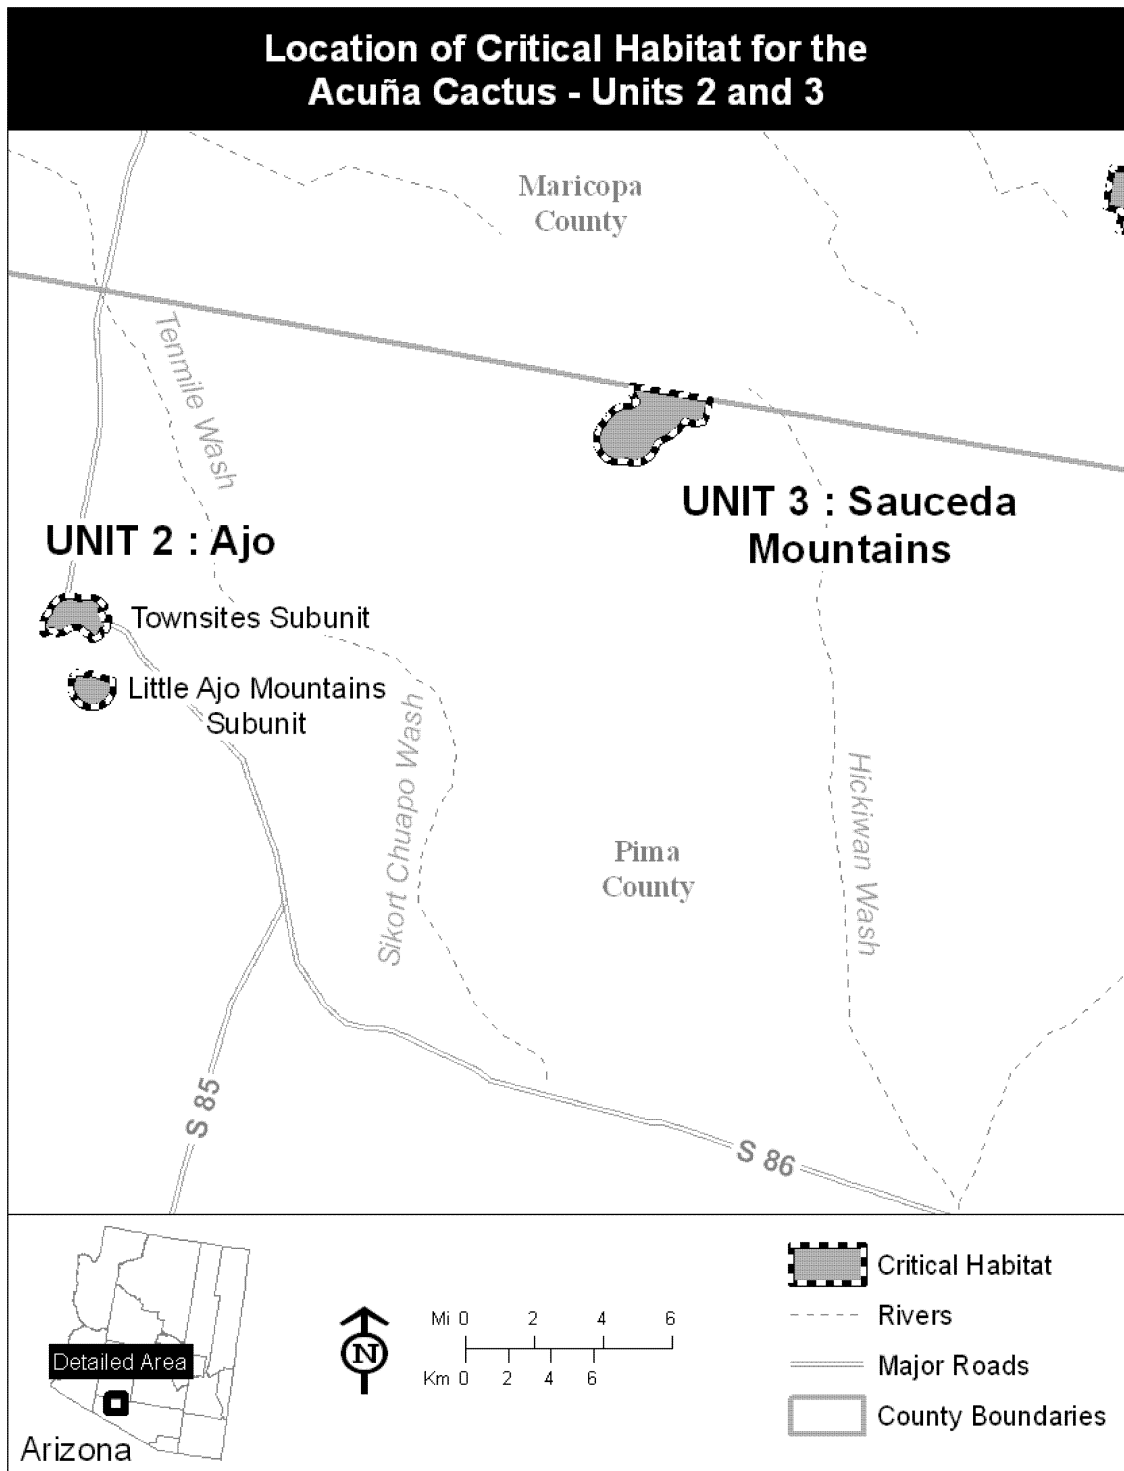 Location of Critical Habitat for the
Acuña Cactus - Units 2 and 3
Maricopa
County
Tenmile Wash
UNIT 3 : Sauceda
Mountains
UNIT 2 : Ajo
Townsites Subunit
Little Ajo Mountains
Subunit
Sikort Chuapo Wash
Hickiwan Wash
Pima
County
S 85
S 86
Detailed Area
Arizona
N
Mi 0 2 4 6
Km 0 2 4 6
Critical Habitat
Rivers
Major Roads
County Boundaries